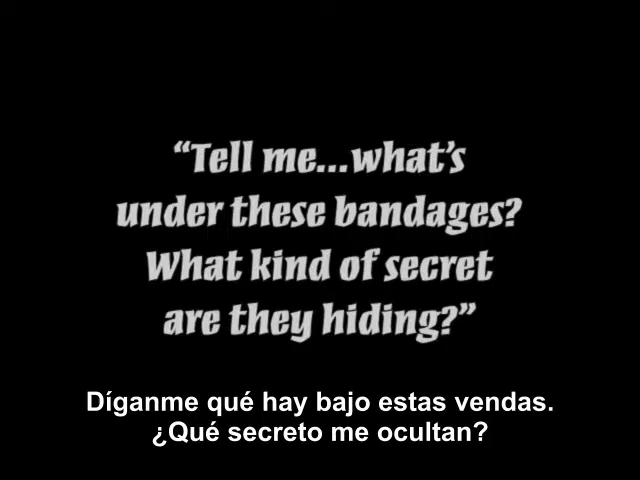 “Tell me...what’s
under these bandages?
What kind of secret
are they hiding?”
Díganme qué hay bajo estas vendas.
¿Qué secreto me ocultan?